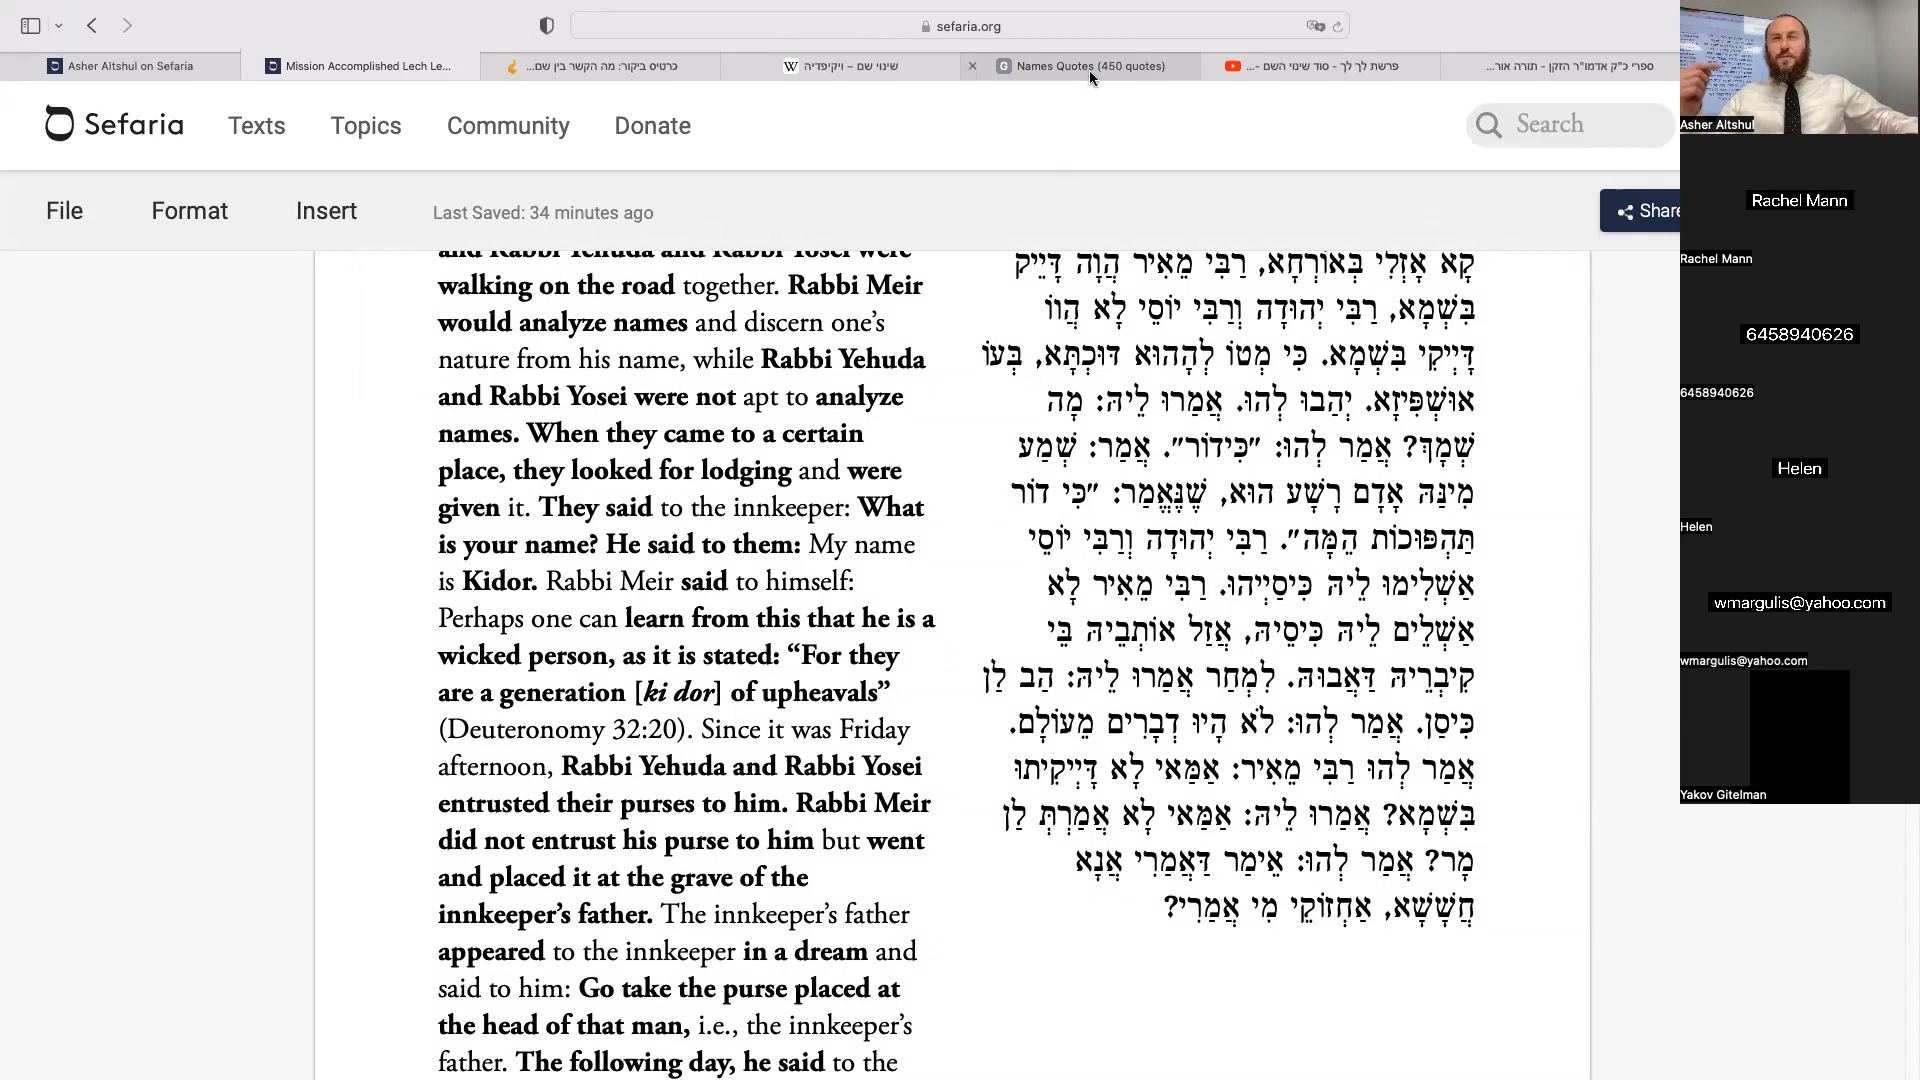 sefaria.org
Asher Altshul on Sefaria
Mission Accomplished Lech Le...
כרטיס ביקור: מה הקשר בין שם...
שינוי שם – ויקיפדיה
Names Quotes (450 quotes)
פרשת לך לך - סוד שינוי השם -...
ספרי כ"ק אדמו"ר הזקן - תורה אור...
Sefaria
Texts
Topics
Community
Donate
Search
File
Format
Insert
Last Saved: 34 minutes ago
Share
and Rabbi Yehuda and Rabbi Yosei were
walking on the road together. Rabbi Meir
would analyze names and discern one’s
nature from his name, while Rabbi Yehuda
and Rabbi Yosei were not apt to analyze
names. When they came to a certain
place, they looked for lodging and were
given it. They said to the innkeeper: What
is your name? He said to them: My name
is Kidor. Rabbi Meir said to himself:
Perhaps one can learn from this that he is a
wicked person, as it is stated: “For they
are a generation [ki dor] of upheavals”
(Deuteronomy 32:20). Since it was Friday
afternoon, Rabbi Yehuda and Rabbi Yosei
entrusted their purses to him. Rabbi Meir
did not entrust his purse to him but went
and placed it at the grave of the
innkeeper’s father. The innkeeper’s father
appeared to the innkeeper in a dream and
said to him: Go take the purse placed at
the head of that man, i.e., the innkeeper’s
father. The following day, he said to the
קָא אָזְלִי בְּאוֹרְחָא, רַבִּי מֵאִיר הֲוָה דָּיֵיק
בִּשְׁמָא, רַבִּי יְהוּדָה וְרַבִּי יוֹסֵי לָא הֲווֹ
דָּיְיקִי בִּשְׁמָא. כִּי מְטוֹ לְהָהוּא דּוּכְתָּא, בְּעוֹ
אוּשְׁפִּיזָא. יְהַבוּ לְהוּ. אֲמַרוּ לֵיהּ: מָה
שְׁמָךְ? אֲמַר לְהוּ: ״כִּידוֹר״. אֲמַר: שְׁמַע
מִינַּהּ אָדָם רָשָׁע הוּא, שֶׁנֶּאֱמַר: ״כִּי דוֹר
תַּהְפּוּכוֹת הֵמָּה״. רַבִּי יְהוּדָה וְרַבִּי יוֹסֵי
אַשְׁלִימוּ לֵיהּ כִּיסַיְיהוּ. רַבִּי מֵאִיר לָא
אַשְׁלֵים לֵיהּ כִּיסֵיהּ, אֲזַל אוֹתְבֵיהּ בֵּי
קִיבְרֵיהּ דַּאֲבוּהּ. לִמְחַר אֲמַרוּ לֵיהּ: הַב לַן
כִּיסַן. אֲמַר לְהוּ: לֹא הָיוּ דְבָרִים מֵעוֹלָם.
אֲמַר לְהוּ רַבִּי מֵאִיר: אַמַּאי לָא דָּיְיקִיתוּ
בִּשְׁמָא? אֲמַרוּ לֵיהּ: אַמַּאי לָא אֲמַרְתְּ לַן
מָר? אֲמַר לְהוּ: אֵימַר דַּאֲמַרִי אֲנָא
חֲשָׁשָׁא, אַחְזוֹקֵי מִי אֲמַרִי?
Asher Altshul
Rachel Mann
Rachel Mann
6458940626
6458940626
Helen
Helen
wmargulis@yahoo.com
wmargulis@yahoo.com
Yakov Gitelman